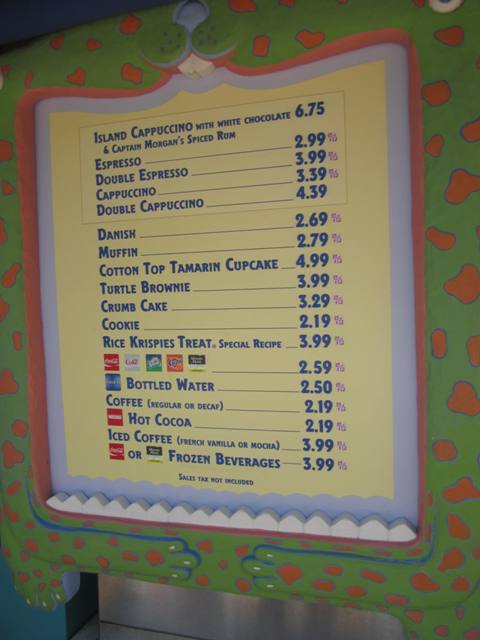 ISLAND CAPPUCCINO WITH WHITE CHOCOLATE 6.75
& CAPTAIN MORGAN'S SPICED RUM
ESPRESSO 2.99
DOUBLE ESPRESSO 3.99
CAPPUCCINO 3.39
DOUBLE CAPPUCCINO 4.39
DANISH 2.69
MUFFIN 2.79
COTTON TOP TAMARIN CUPCAKE 4.99
TURTLE BROWNIE 3.99
CRUMB CAKE 3.29
COOKIE 2.19
RICE KRISPIES TREAT® SPECIAL RECIPE 3.99
2.59
BOTTLED WATER 2.50
COFFEE (REGULAR OR DECAF) 2.19
HOT COCOA 2.19
ICED COFFEE (FRENCH VANILLA OR MOCHA) 3.99
OR FROZEN BEVERAGES 3.99
SALES TAX NOT INCLUDED